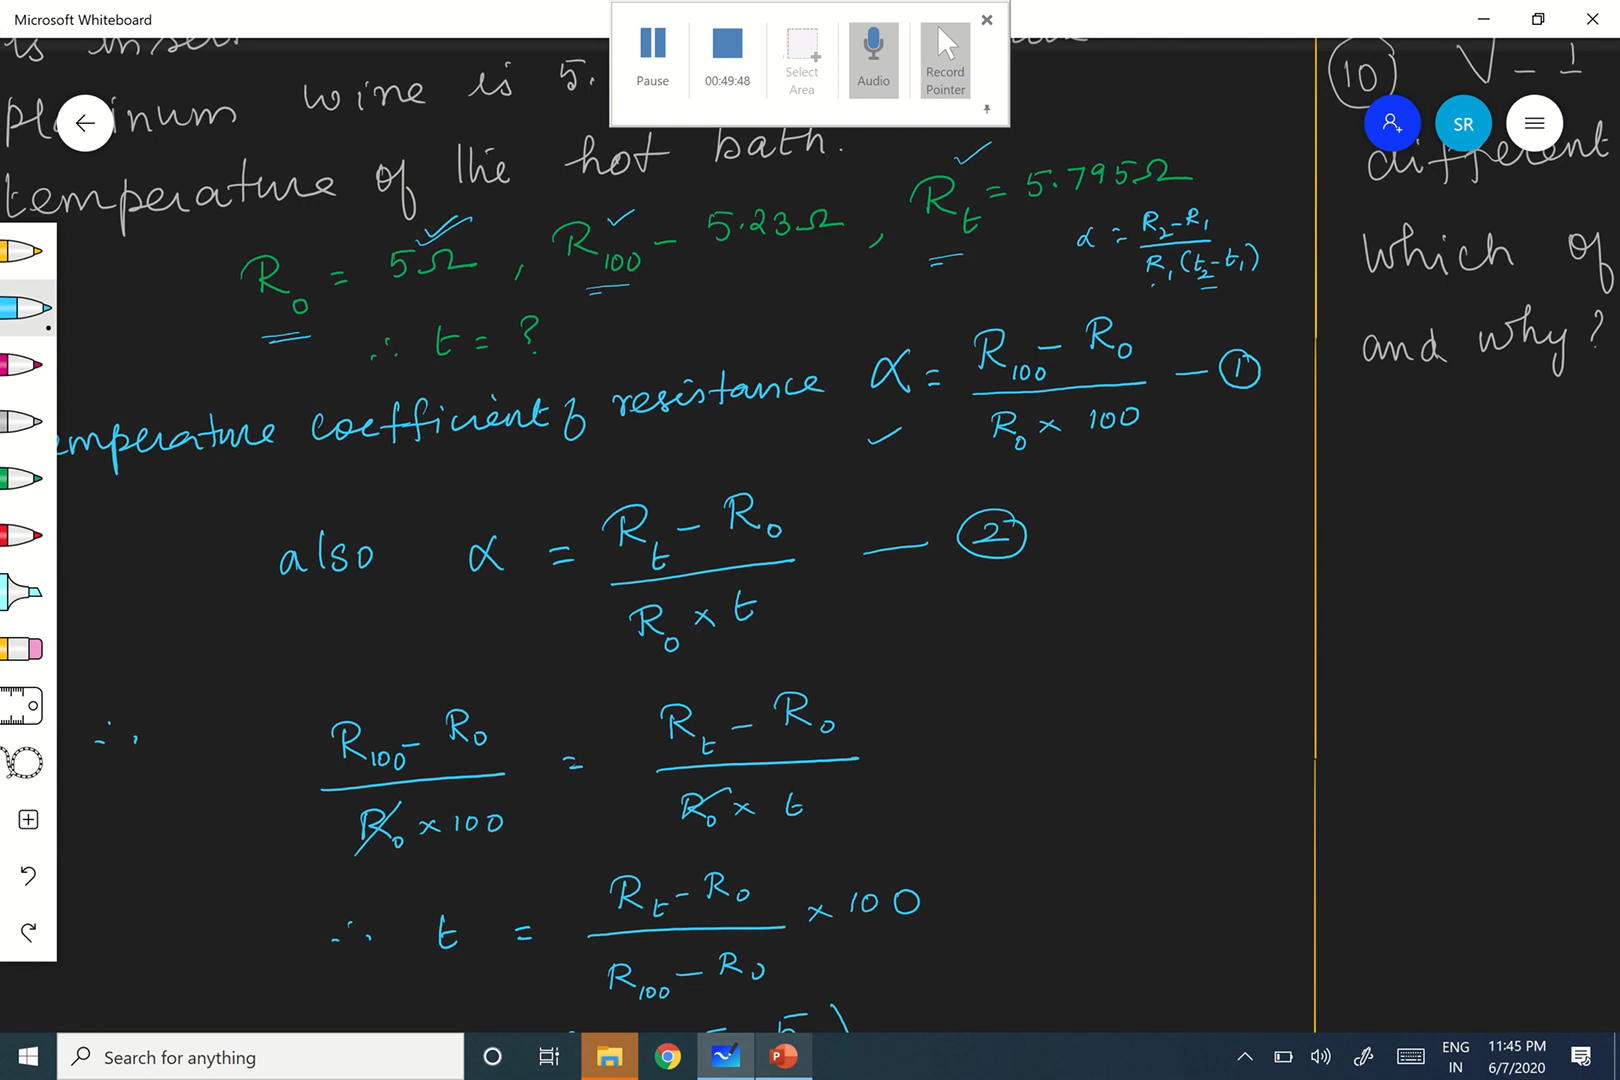 Microsoft Whiteboard
Pause
00:49:48
Select Area
Audio
Record Pointer
SR
is
platinum wire is 5.
temperature of the hot bath.
R₀ = 5Ω, R₁₀₀ – 5.23Ω, Rₜ = 5.795Ω
α = R₂–R₁ / R₁(t₂–t₁)
∴ t = ?
emperature coefficient of resistance α = R₁₀₀ – R₀ / R₀ × 100 — ①
also α = Rₜ – R₀ / R₀ × t — ②
∴ R₁₀₀ – R₀ / R₀ × 100 = Rₜ – R₀ / R₀ × t
∴ t = Rₜ – R₀ / R₁₀₀ – R₀ × 100
5)
⑩ V –
different
which of
and why?
Search for anything
ENG
IN
11:45 PM
6/7/2020